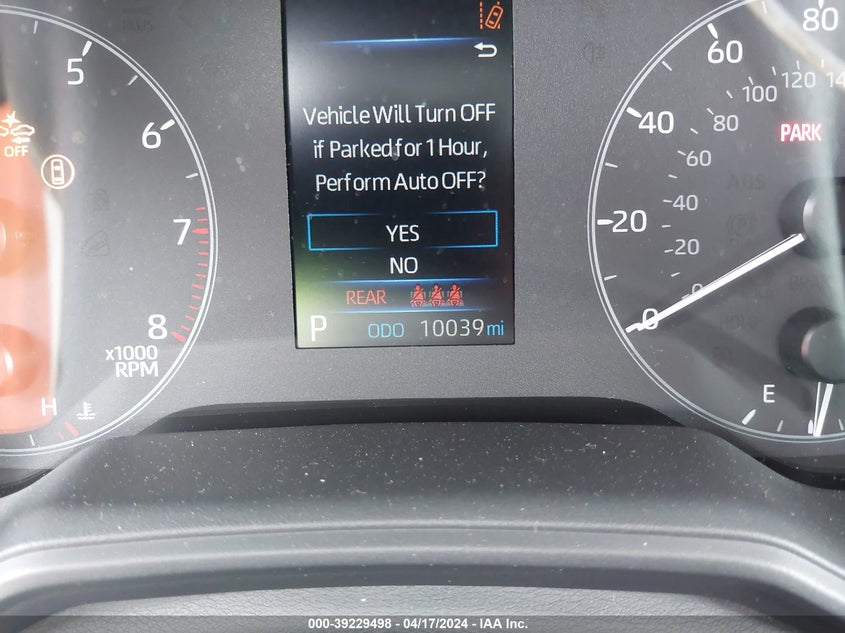 5
6
7
8
x1000
RPM
H
OFF
Vehicle Will Turn OFF
if Parked for 1 Hour,
Perform Auto OFF?
YES
NO
REAR
P ODO 10039 mi
80
60
40
20
0
120
100
80
60
40
20
PARK
ABS
HOLD
E
000-39229498 - 04/17/2024 - IAA Inc.